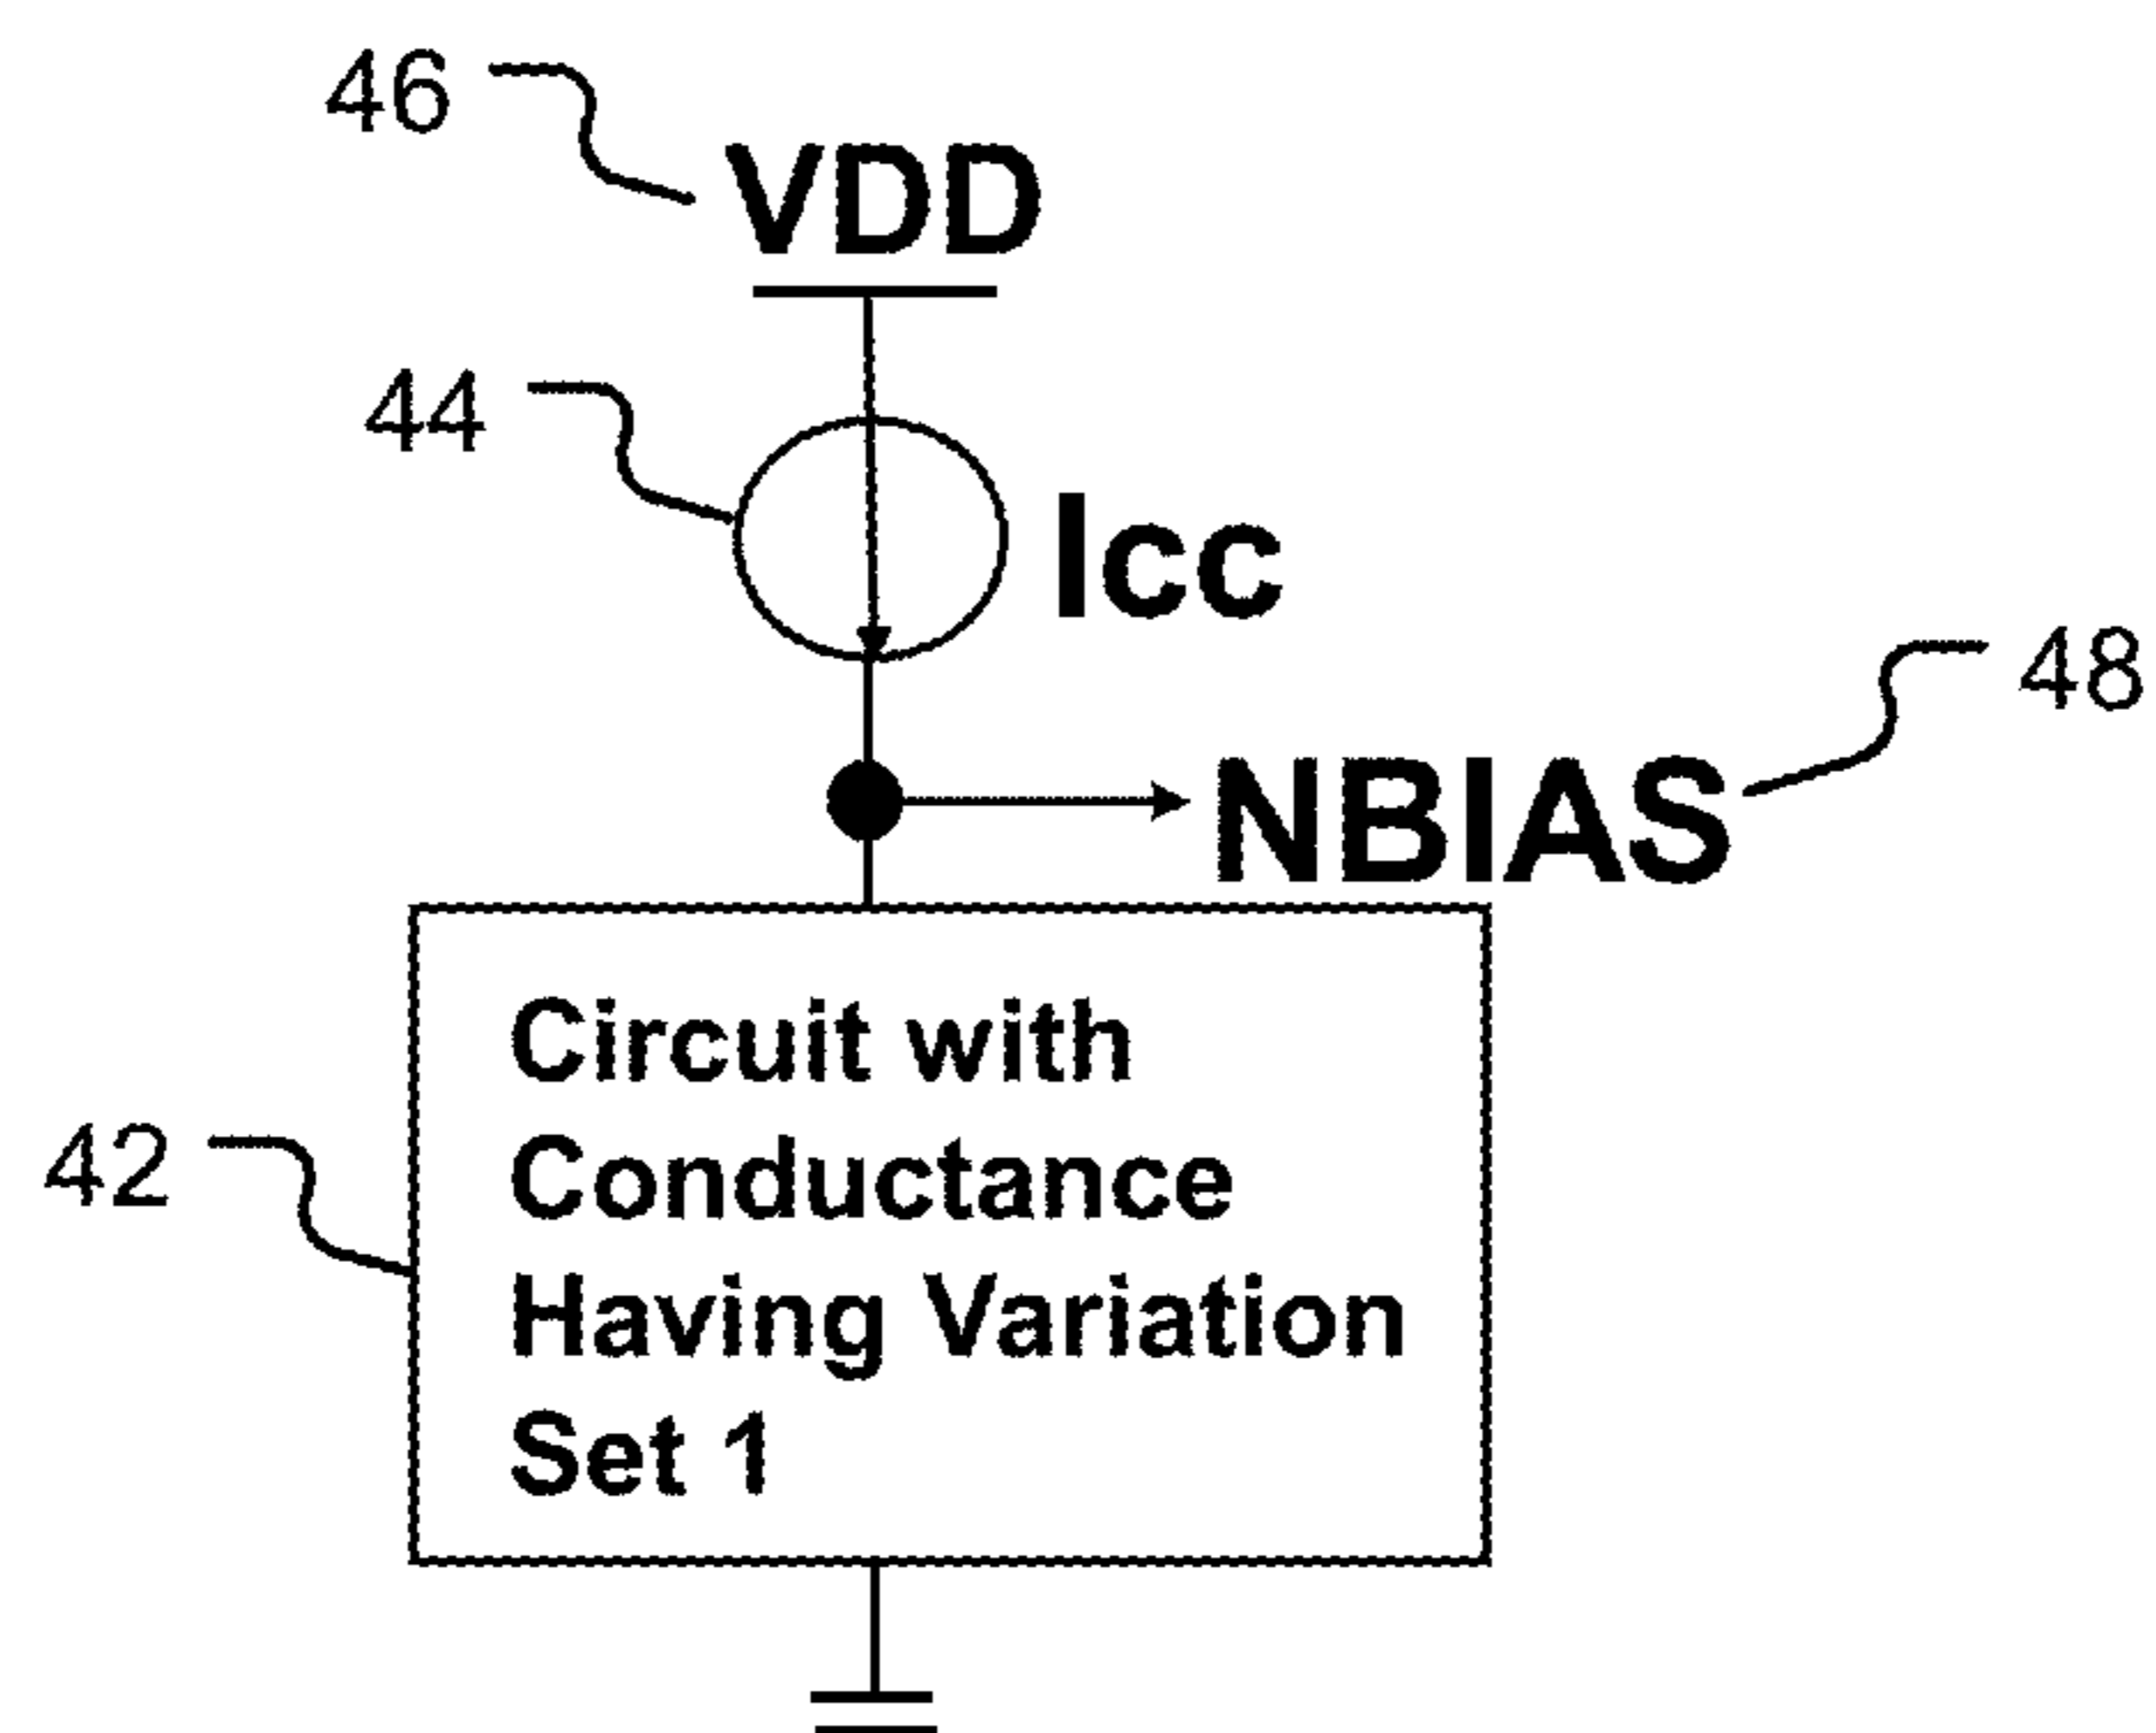 46
VDD
44
Icc
48
NBIAS
Circuit with
Conductance
42
Having Variation
Set 1